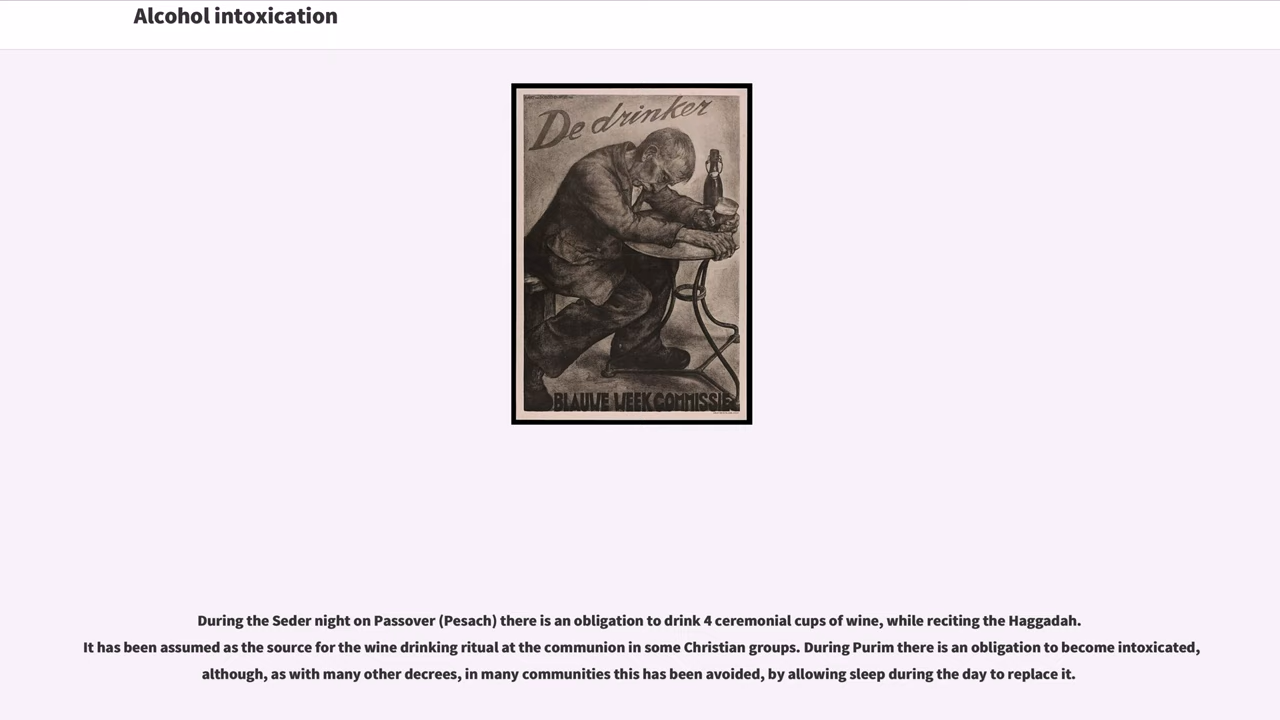 Alcohol intoxication
De drinker
BLAUWE WEEK COMMISSIE
During the Seder night on Passover (Pesach) there is an obligation to drink 4 ceremonial cups of wine, while reciting the Haggadah.
It has been assumed as the source for the wine drinking ritual at the communion in some Christian groups. During Purim there is an obligation to become intoxicated,
although, as with many other decrees, in many communities this has been avoided, by allowing sleep during the day to replace it.